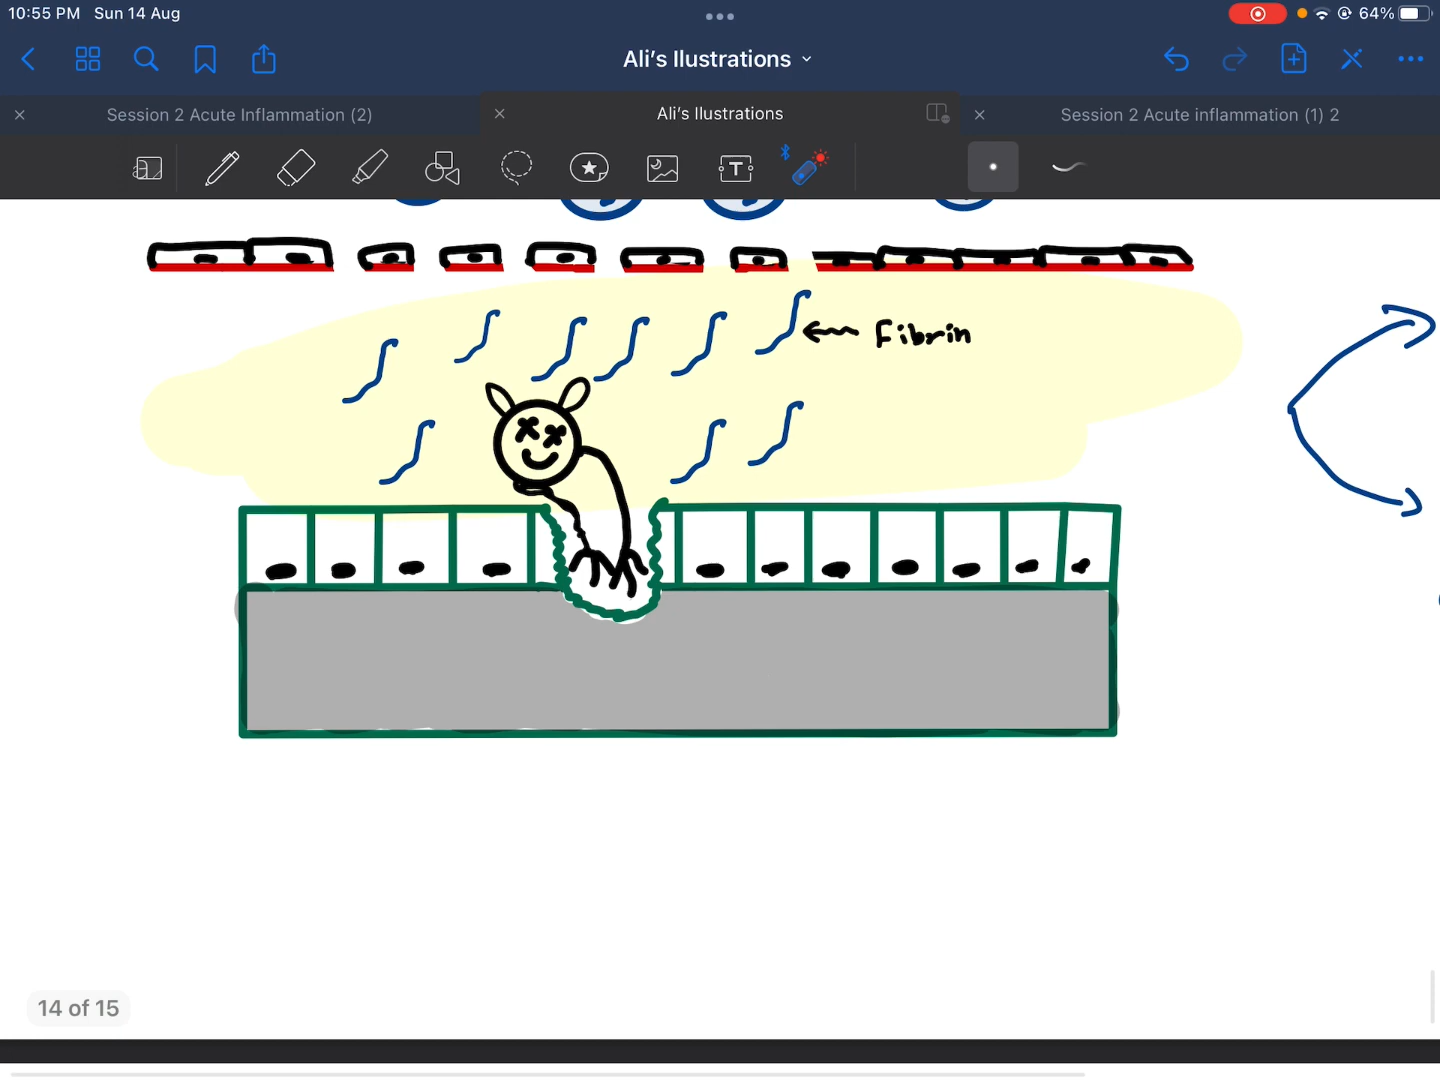 10:55 PM Sun 14 Aug
64%
Ali's Ilustrations
Session 2 Acute Inflammation (2)
Ali's Ilustrations
Session 2 Acute inflammation (1) 2
Fibrin
14 of 15